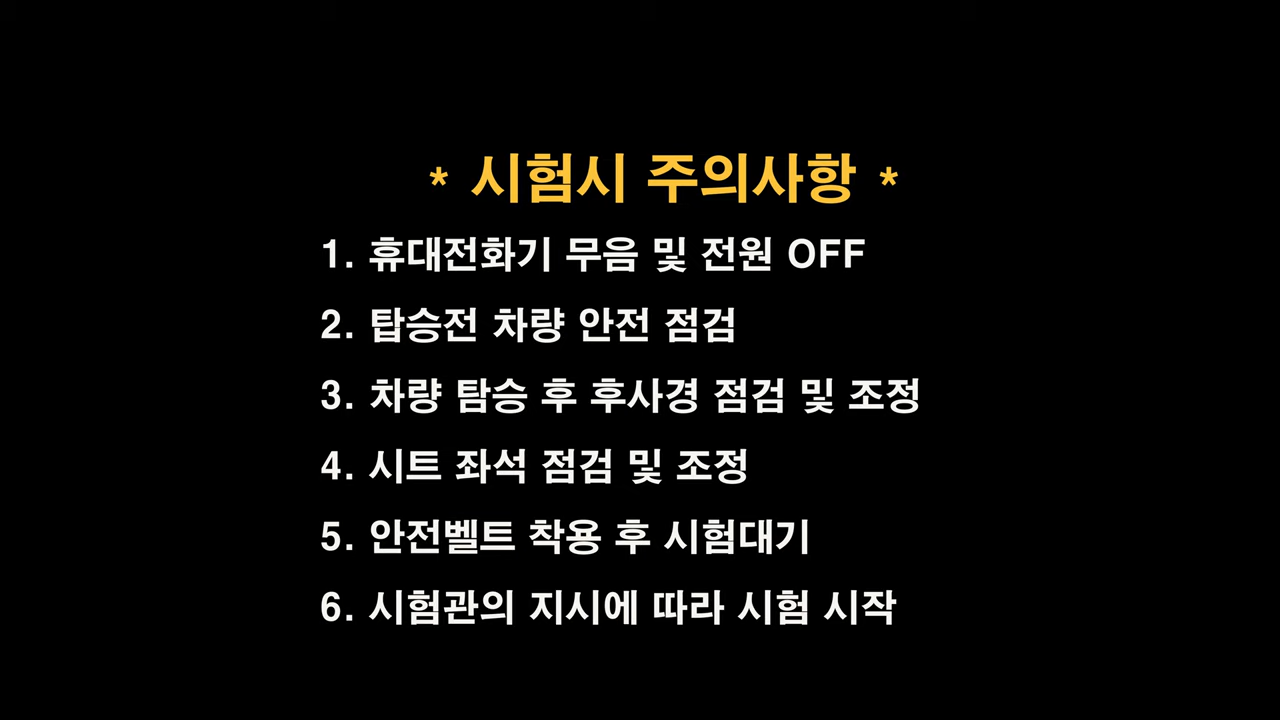 * 시험시 주의사항 *
1. 휴대전화기 무음 및 전원 OFF
2. 탑승전 차량 안전 점검
3. 차량 탐승 후 후사경 점검 및 조정
4. 시트 좌석 점검 및 조정
5. 안전벨트 착용 후 시험대기
6. 시험관의 지시에 따라 시험 시작